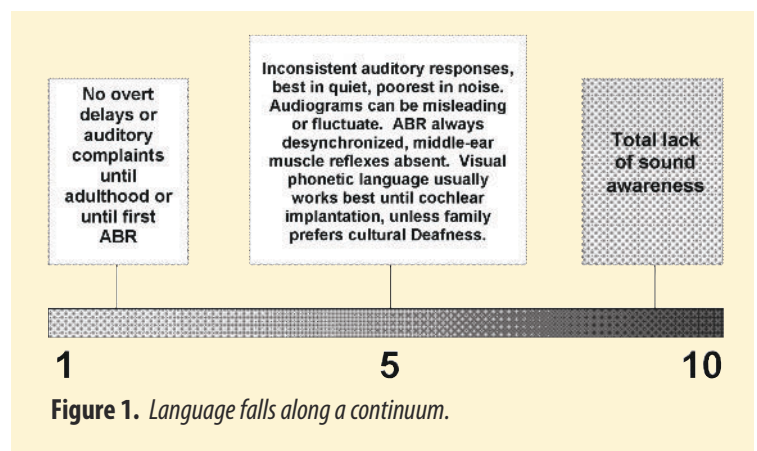 No overt
delays or
auditory
complaints
until
adulthood or
until first
ABR
Inconsistent auditory responses,
best in quiet, poorest in noise.
Audiograms can be misleading
or fluctuate. ABR always
desynchronized, middle-ear
muscle reflexes absent. Visual
phonetic language usually
works best until cochlear
implantation, unless family
prefers cultural Deafness.
Total lack
of sound
awareness
1 5 10
Figure 1. Language falls along a continuum.